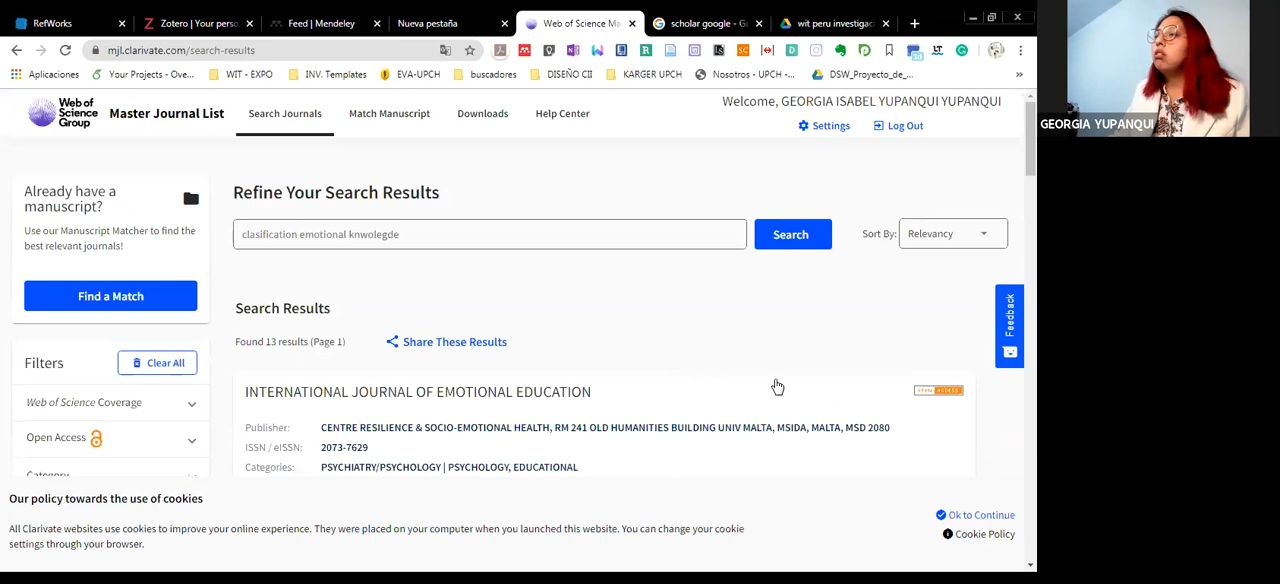 RefWorks
Zotero | Your perso
Feed | Mendeley
Nueva pestaña
Web of Science Ma
scholar google - G
wit peru investigac
mjl.clarivate.com/search-results
Aplicaciones
Your Projects - Ove...
WIT - EXPO
INV. Templates
EVA-UPCH
buscadores
DISEÑO CII
KARGER UPCH
Nosotros - UPCH -...
DSW_Proyecto_de_...
GEORGIA YUPANQUI
Web of
Science
Group
Master Journal List
Search Journals
Match Manuscript
Downloads
Help Center
Welcome, GEORGIA ISABEL YUPANQUI YUPANQUI
Settings
Log Out
Already have a
manuscript?
Use our Manuscript Matcher to find the
best relevant journals!
Find a Match
Filters
Clear All
Web of Science Coverage
Open Access
Category
Refine Your Search Results
clasification emotional knwolegde
Search
Sort By:
Relevancy
Search Results
Found 13 results (Page 1)
Share These Results
INTERNATIONAL JOURNAL OF EMOTIONAL EDUCATION
open access
Publisher:
CENTRE RESILIENCE & SOCIO-EMOTIONAL HEALTH, RM 241 OLD HUMANITIES BUILDING UNIV MALTA, MSIDA, MALTA, MSD 2080
ISSN / eISSN:
2073-7629
Categories:
PSYCHIATRY/PSYCHOLOGY | PSYCHOLOGY, EDUCATIONAL
Feedback
Our policy towards the use of cookies
All Clarivate websites use cookies to improve your online experience. They were placed on your computer when you launched this website. You can change your cookie
settings through your browser.
Ok to Continue
Cookie Policy